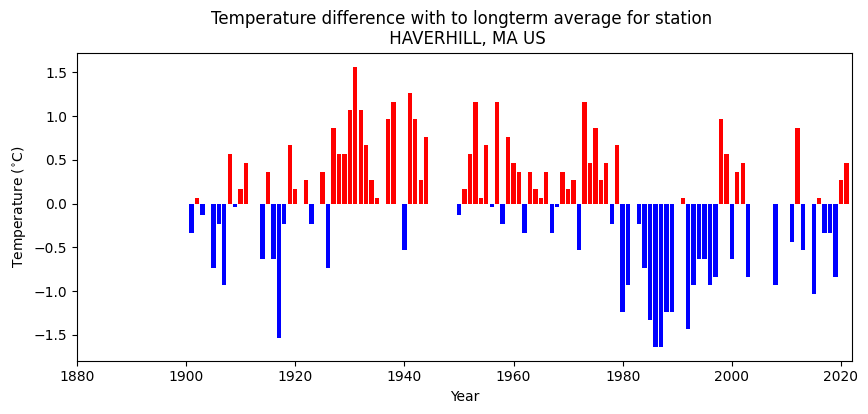 Temperature difference with to longterm average for station
HAVERHILL, MA US
Temperature (°C)
1.5
1.0
0.5
0.0
−0.5
−1.0
−1.5
1880 1900 1920 1940 1960 1980 2000 2020
Year